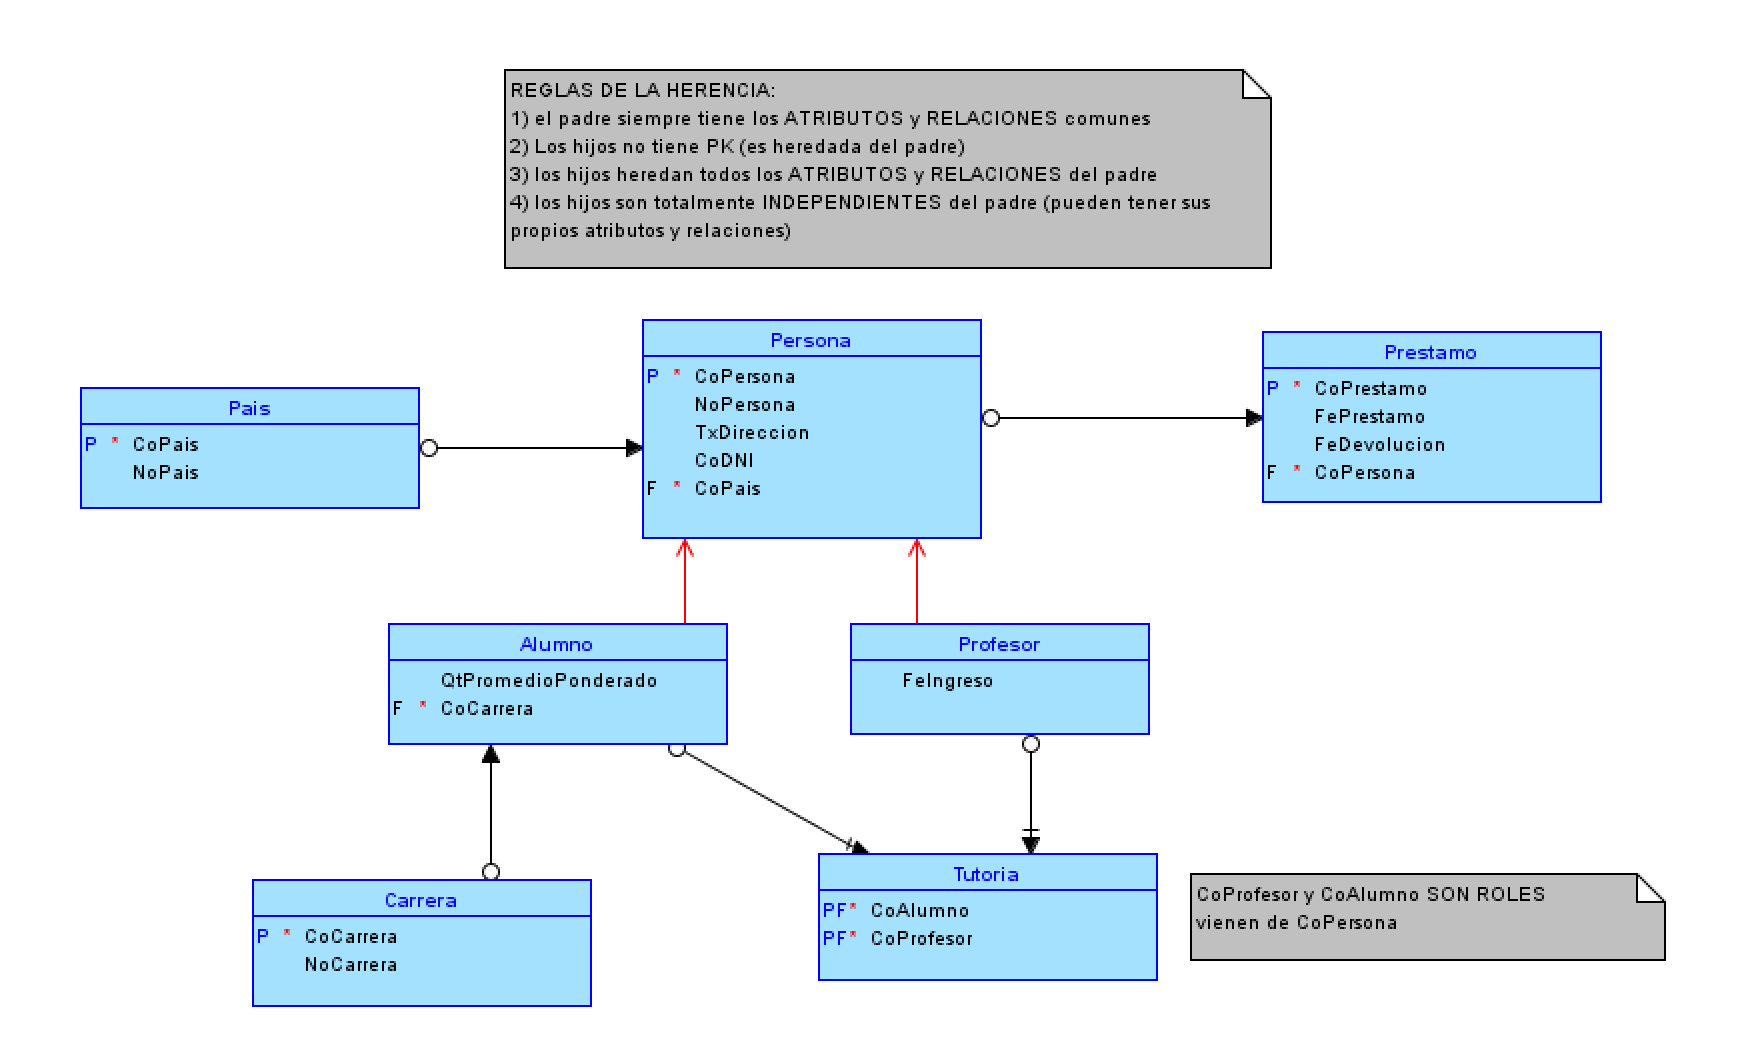 REGLAS DE LA HERENCIA:
1) el padre siempre tiene los ATRIBUTOS y RELACIONES comunes
2) Los hijos no tiene PK (es heredada del padre)
3) los hijos heredan todos los ATRIBUTOS y RELACIONES del padre
4) los hijos son totalmente INDEPENDIENTES del padre (pueden tener sus
propios atributos y relaciones)
Pais
P * CoPais
NoPais
Persona
P * CoPersona
NoPersona
TxDireccion
CoDNI
F * CoPais
Prestamo
P * CoPrestamo
FePrestamo
FeDevolucion
F * CoPersona
Alumno
QtPromedioPonderado
F * CoCarrera
Profesor
FeIngreso
Carrera
P * CoCarrera
NoCarrera
Tutoria
PF* CoAlumno
PF* CoProfesor
CoProfesor y CoAlumno SON ROLES
vienen de CoPersona